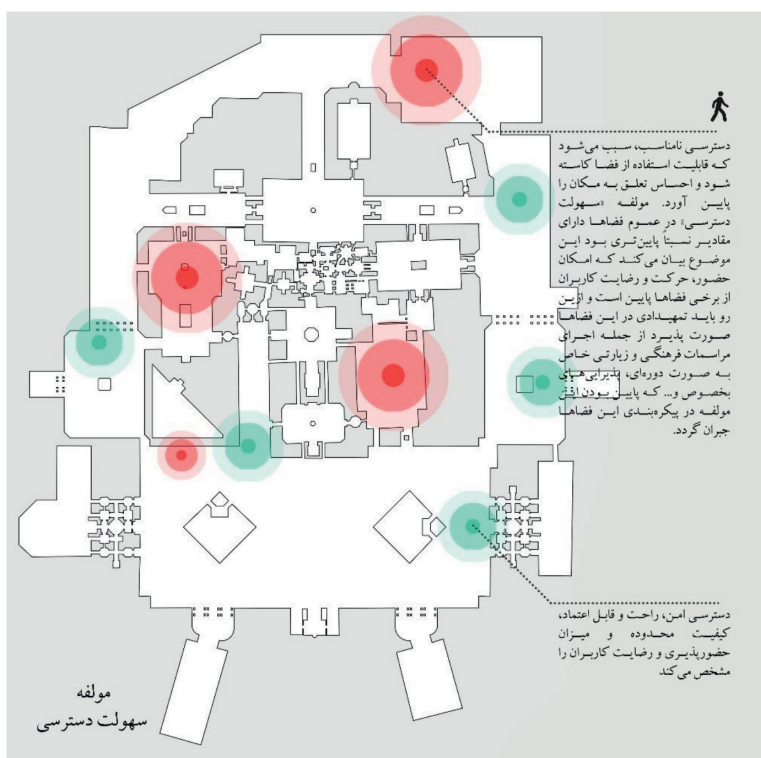 دسترسی نامناسب، سبب می‌شود
که قابلیت استفاده از فضا کاسته
شود و احساس تعلق به مکان را
پایین آورد. مولفه «سهولت
دسترسی» در عموم فضاها دارای
مقادیر نسبتاً پایین‌تری بود این
موضوع بیان می‌کند که امکان
حضور، حرکت و رضایت کاربران
از برخی فضاها پایین است و ازین
رو باید تمهیدادی در این فضاها
صورت پذیرد از جمله اجرای
مراسمات فرهنگی و زیارتی خاص
به صورت دوره‌ای، پذیرایی‌های
بخصوص و... که پایین بودن این
مولفه در پیکره‌بندی این فضاها
جبران گردد.
دسترسی امن، راحت و قابل اعتماد،
کیفیت محدوده و میزان
حضورپذیری و رضایت کاربران را
مشخص می‌کند
مولفه
سهولت دسترسی